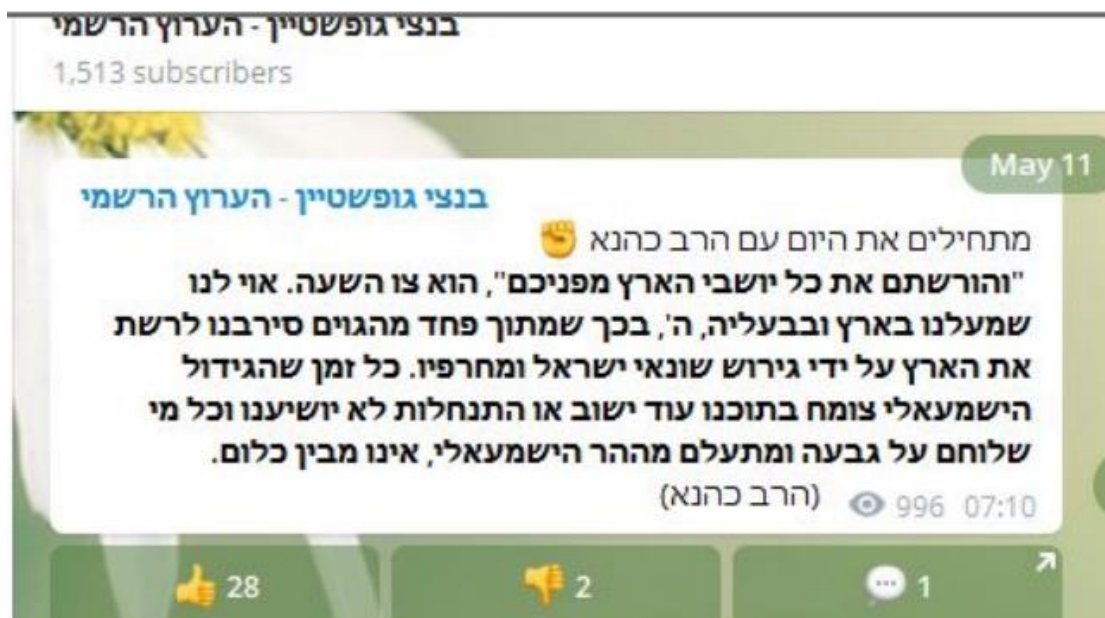 בנצי גופשטיין - הערוץ הרשמי
1,513 subscribers
May 11
בנצי גופשטיין - הערוץ הרשמי
מתחילים את היום עם הרב כהנא ✊
"והורשתם את כל יושבי הארץ מפניכם", הוא צו השעה. אוי לנו
שמעלנו בארץ ובבעליה, ה', בכך שמתוך פחד מהגוים סירבנו לרשת
את הארץ על ידי גירוש שונאי ישראל ומחרפיו. כל זמן שהגידול
הישמעאלי צומח בתוכנו עוד ישוב או התנחלות לא יושיענו וכל מי
שלוחם על גבעה ומתעלם מההר הישמעאלי, אינו מבין כלום.
(הרב כהנא)
996 07:10
👍 28 👎 2 💬 1